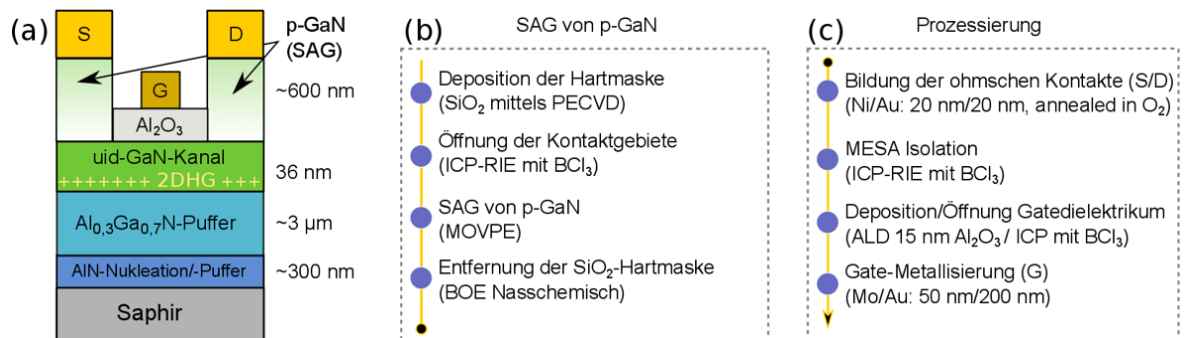 (a)
S
D
p-GaN
(SAG)
G
~600 nm
Al₂O₃
uid-GaN-Kanal
+++++++ 2DHG +++
36 nm
Al₀,₃Ga₀,₇N-Puffer
~3 µm
AlN-Nukleation/-Puffer
~300 nm
Saphir
(b)
SAG von p-GaN
Deposition der Hartmaske
(SiO₂ mittels PECVD)
Öffnung der Kontaktgebiete
(ICP-RIE mit BCl₃)
SAG von p-GaN
(MOVPE)
Entfernung der SiO₂-Hartmaske
(BOE Nasschemisch)
(c)
Prozessierung
Bildung der ohmschen Kontakte (S/D)
(Ni/Au: 20 nm/20 nm, annealed in O₂)
MESA Isolation
(ICP-RIE mit BCl₃)
Deposition/Öffnung Gatedielektrikum
(ALD 15 nm Al₂O₃ / ICP mit BCl₃)
Gate-Metallisierung (G)
(Mo/Au: 50 nm/200 nm)